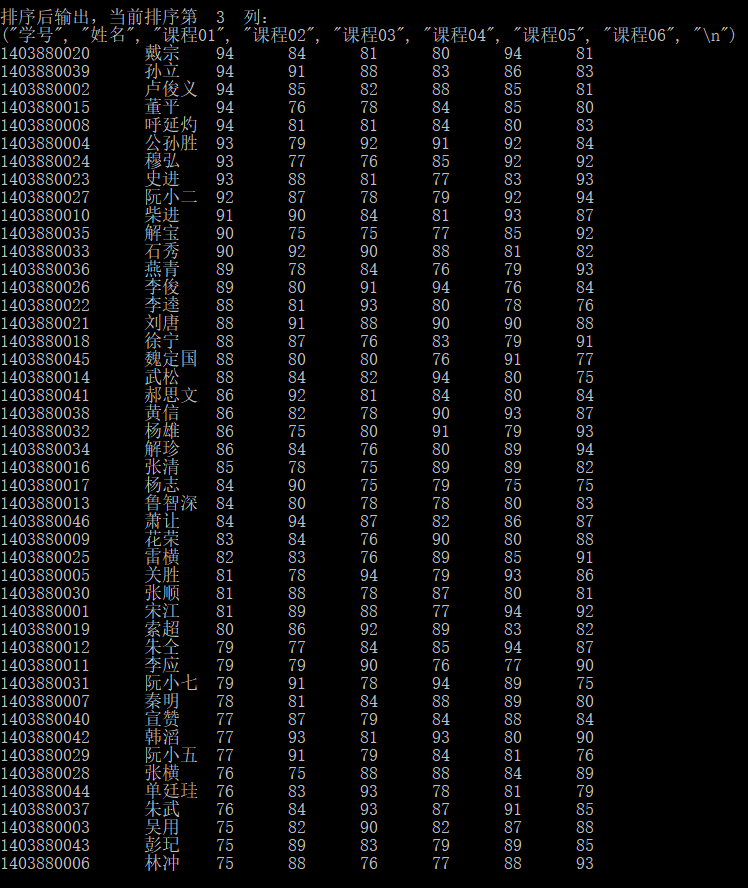 排序后输出，当前排序第  3  列：
("学号", "姓名", "课程01", "课程02", "课程03", "课程04", "课程05", "课程06", "\n")
1403880020 戴宗 94 84 81 80 94 81
1403880039 孙立 94 91 88 83 86 83
1403880002 卢俊义 94 85 82 88 85 81
1403880015 董平 94 76 78 84 85 80
1403880008 呼延灼 94 81 81 84 80 83
1403880004 公孙胜 93 79 92 91 92 84
1403880024 穆弘 93 77 76 85 92 92
1403880023 史进 93 88 81 77 83 93
1403880027 阮小二 92 87 78 79 92 94
1403880010 柴进 91 90 84 81 93 87
1403880035 解宝 90 75 75 77 85 92
1403880033 石秀 90 92 90 88 81 82
1403880036 燕青 89 78 84 76 79 93
1403880026 李俊 89 80 91 94 76 84
1403880022 李逵 88 81 93 80 78 76
1403880021 刘唐 88 91 88 90 90 88
1403880018 徐宁 88 87 76 83 79 91
1403880045 魏定国 88 80 80 76 91 77
1403880014 武松 88 84 82 94 80 75
1403880041 郝思文 86 92 81 84 80 84
1403880038 黄信 86 82 78 90 93 87
1403880032 杨雄 86 75 80 91 79 93
1403880034 解珍 86 84 76 80 89 94
1403880016 张清 85 78 75 89 89 82
1403880017 杨志 84 90 75 79 75 75
1403880013 鲁智深 84 80 78 78 80 83
1403880046 萧让 84 94 87 82 86 87
1403880009 花荣 83 84 76 90 80 88
1403880025 雷横 82 83 76 89 85 91
1403880005 关胜 81 78 94 79 93 86
1403880030 张顺 81 88 78 87 80 81
1403880001 宋江 81 89 88 77 94 92
1403880019 索超 80 86 92 89 83 82
1403880012 朱仝 79 77 84 85 94 87
1403880011 李应 79 79 90 76 77 90
1403880031 阮小七 79 91 78 94 89 75
1403880007 秦明 78 81 84 88 89 80
1403880040 宣赞 77 87 79 84 88 84
1403880042 韩滔 77 93 81 93 80 90
1403880029 阮小五 77 91 79 84 81 76
1403880028 张横 76 75 88 88 84 89
1403880044 单廷珪 76 83 93 78 81 79
1403880037 朱武 76 84 93 87 91 85
1403880003 吴用 75 82 90 82 87 88
1403880043 彭玘 75 89 83 79 89 85
1403880006 林冲 75 88 76 77 88 93